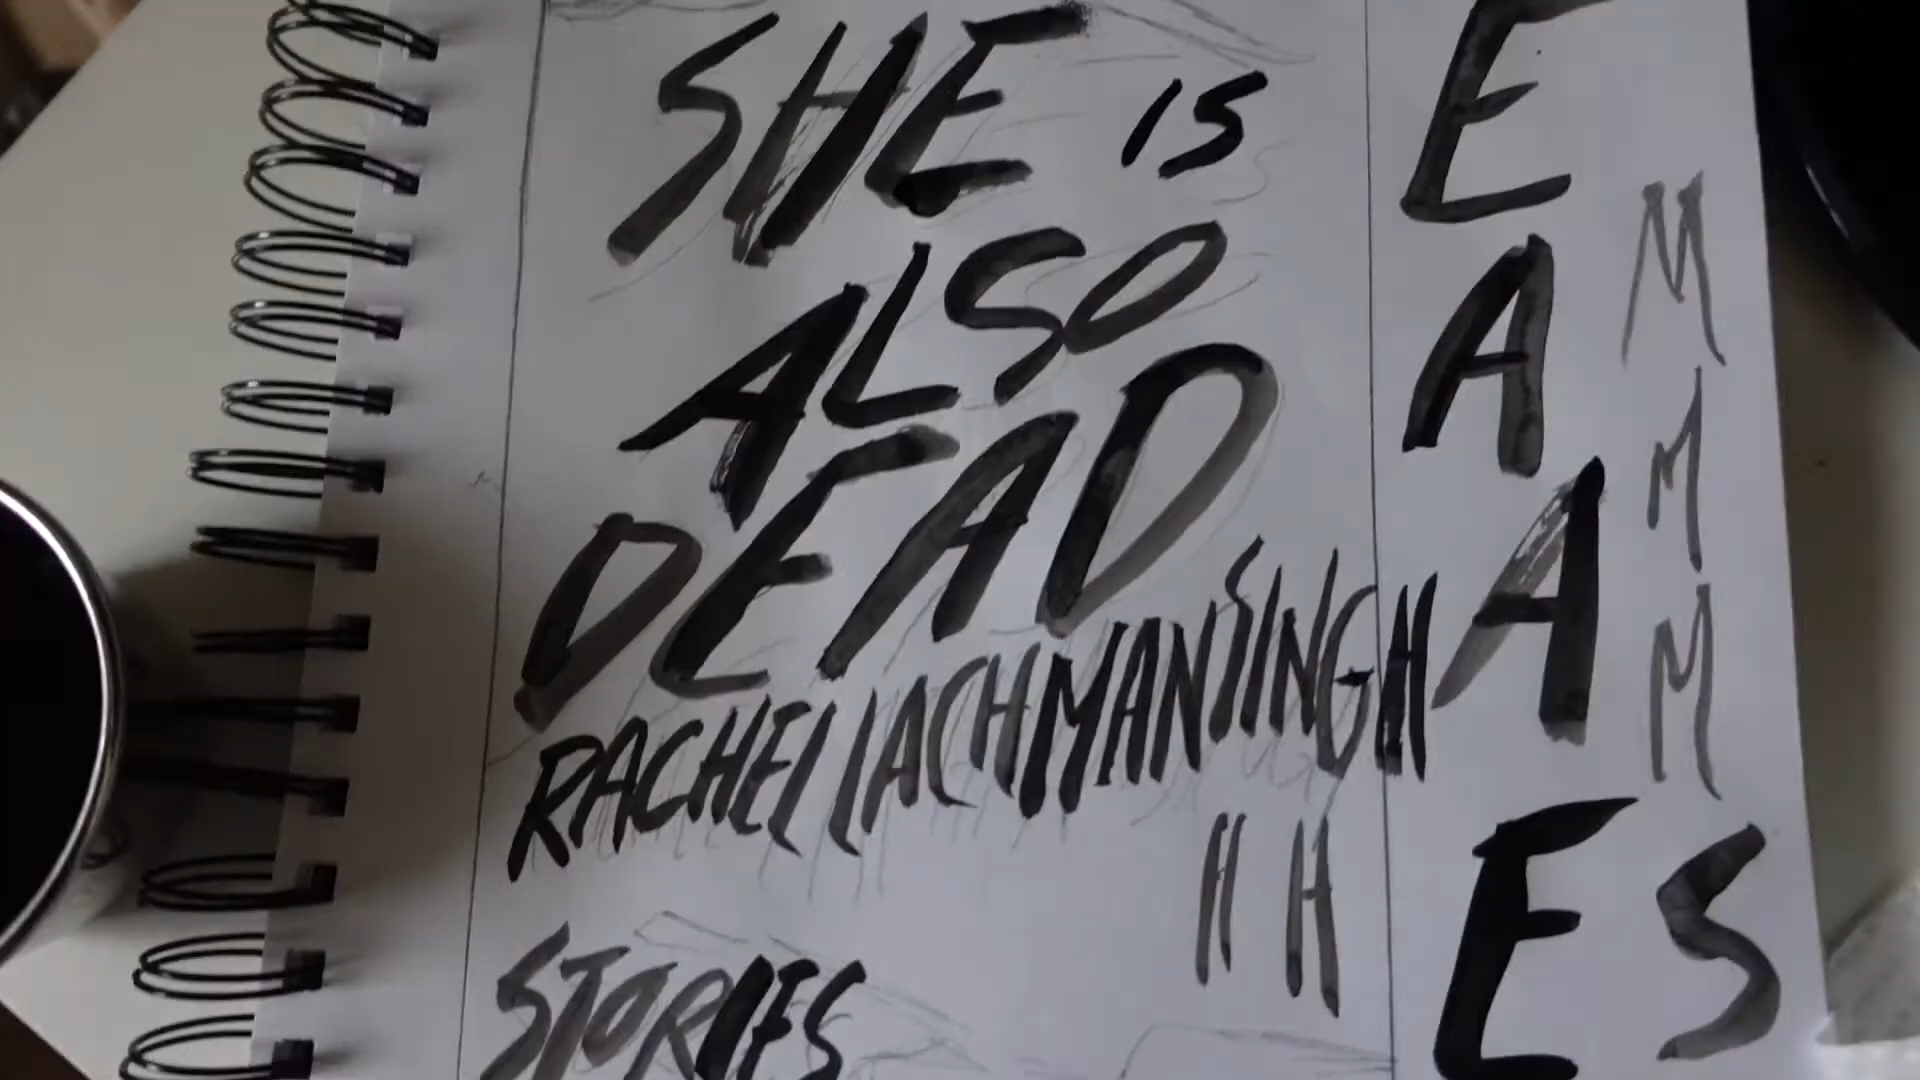 SHE IS
ALSO
DEAD
RACHEL LACHMANSINGH
H H
STORIES
E
A
A
E S
M
M
M